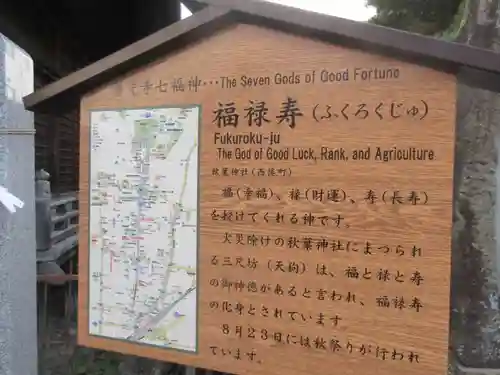 寺七福神…The Seven Gods of Good Fortune
福禄寿（ふくろくじゅ）
Fukuroku-ju
The God of Good Luck, Rank, and Agriculture
秋葉神社（西尾町）
福（幸福）、禄（財運）、寿（長寿）
を授けてくれる神です。
火災除けの秋葉神社にまつられ
る三尺坊（天狗）は、福と禄と寿
の御神徳があると言われ、福禄寿
の化身とされています。
8月23日には秋祭りが行われ
ています。